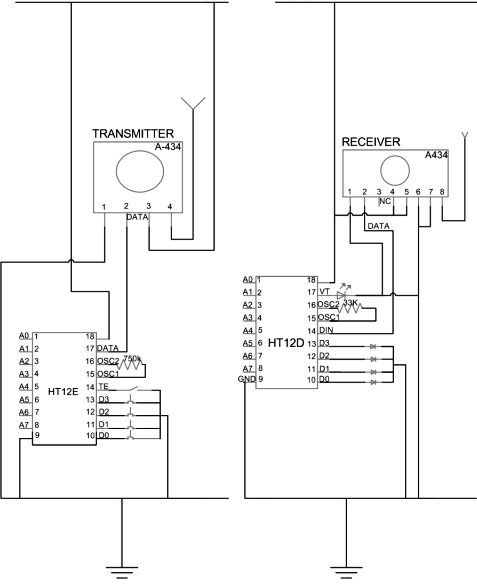 TRANSMITTER
A-434
1 2 3 4
DATA
RECEIVER
A434
1 2 3 4 5 6 7 8
NC
DATA
A0 1 18
A1 2 17 DATA
A2 3 16 OSC2 750k
A3 4 15 OSC1
A4 5 14 TE
A5 6 13 D3
A6 7 12 D2
A7 8 11 D1
9 10 D0
HT12E
A0 1 18
A1 2 17 VT
A2 3 16 OSC2 33K
A3 4 15 OSC1
A4 5 14 DIN
A5 6 13 D3
A6 7 12 D2
A7 8 11 D1
GND 9 10 D0
HT12D